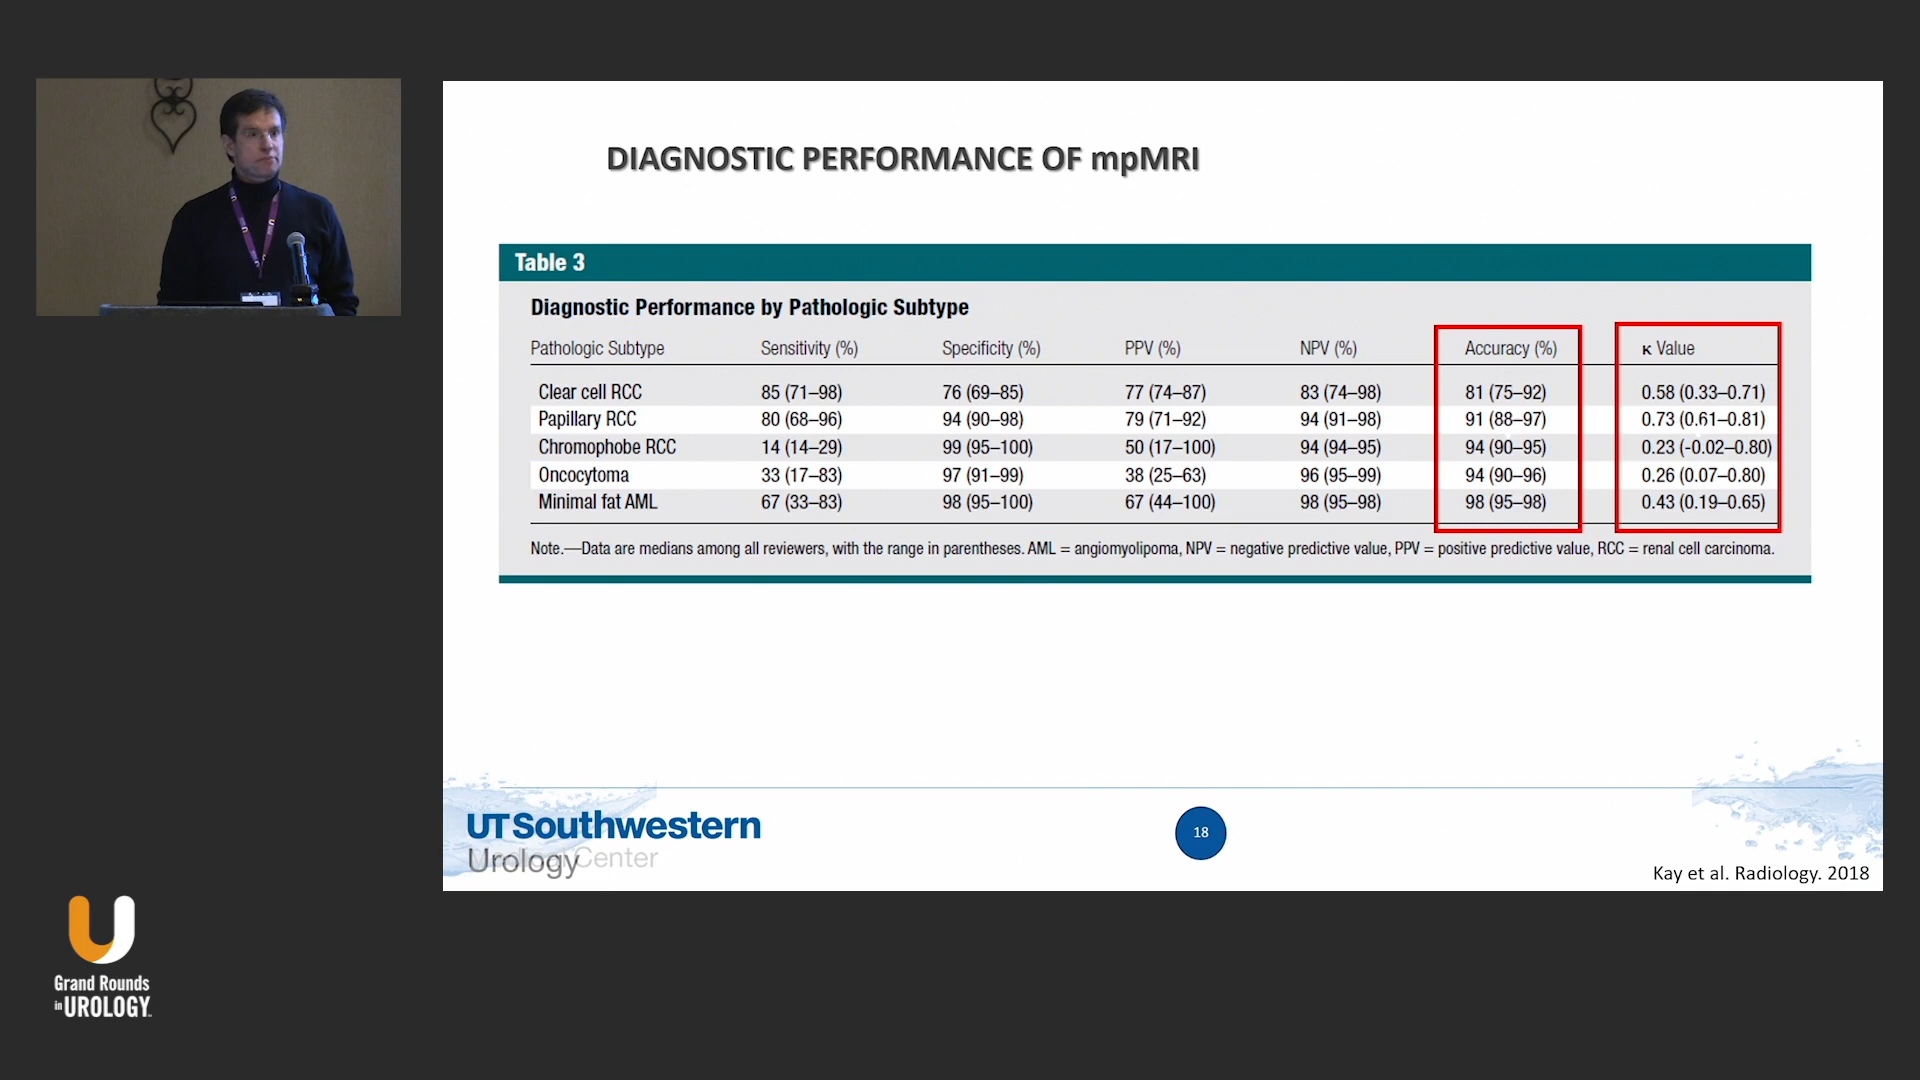 DIAGNOSTIC PERFORMANCE OF mpMRI
Table 3
Diagnostic Performance by Pathologic Subtype
Pathologic Subtype Sensitivity (%) Specificity (%) PPV (%) NPV (%) Accuracy (%) κ Value
Clear cell RCC 85 (71–98) 76 (69–85) 77 (74–87) 83 (74–98) 81 (75–92) 0.58 (0.33–0.71)
Papillary RCC 80 (68–96) 94 (90–98) 79 (71–92) 94 (91–98) 91 (88–97) 0.73 (0.61–0.81)
Chromophobe RCC 14 (14–29) 99 (95–100) 50 (17–100) 94 (94–95) 94 (90–95) 0.23 (-0.02–0.80)
Oncocytoma 33 (17–83) 97 (91–99) 38 (25–63) 96 (95–99) 94 (90–96) 0.26 (0.07–0.80)
Minimal fat AML 67 (33–83) 98 (95–100) 67 (44–100) 98 (95–98) 98 (95–98) 0.43 (0.19–0.65)
Note.—Data are medians among all reviewers, with the range in parentheses. AML = angiomyolipoma, NPV = negative predictive value, PPV = positive predictive value, RCC = renal cell carcinoma.
UTSouthwestern
Urology Center
18
Kay et al. Radiology. 2018
Grand Rounds
in UROLOGY